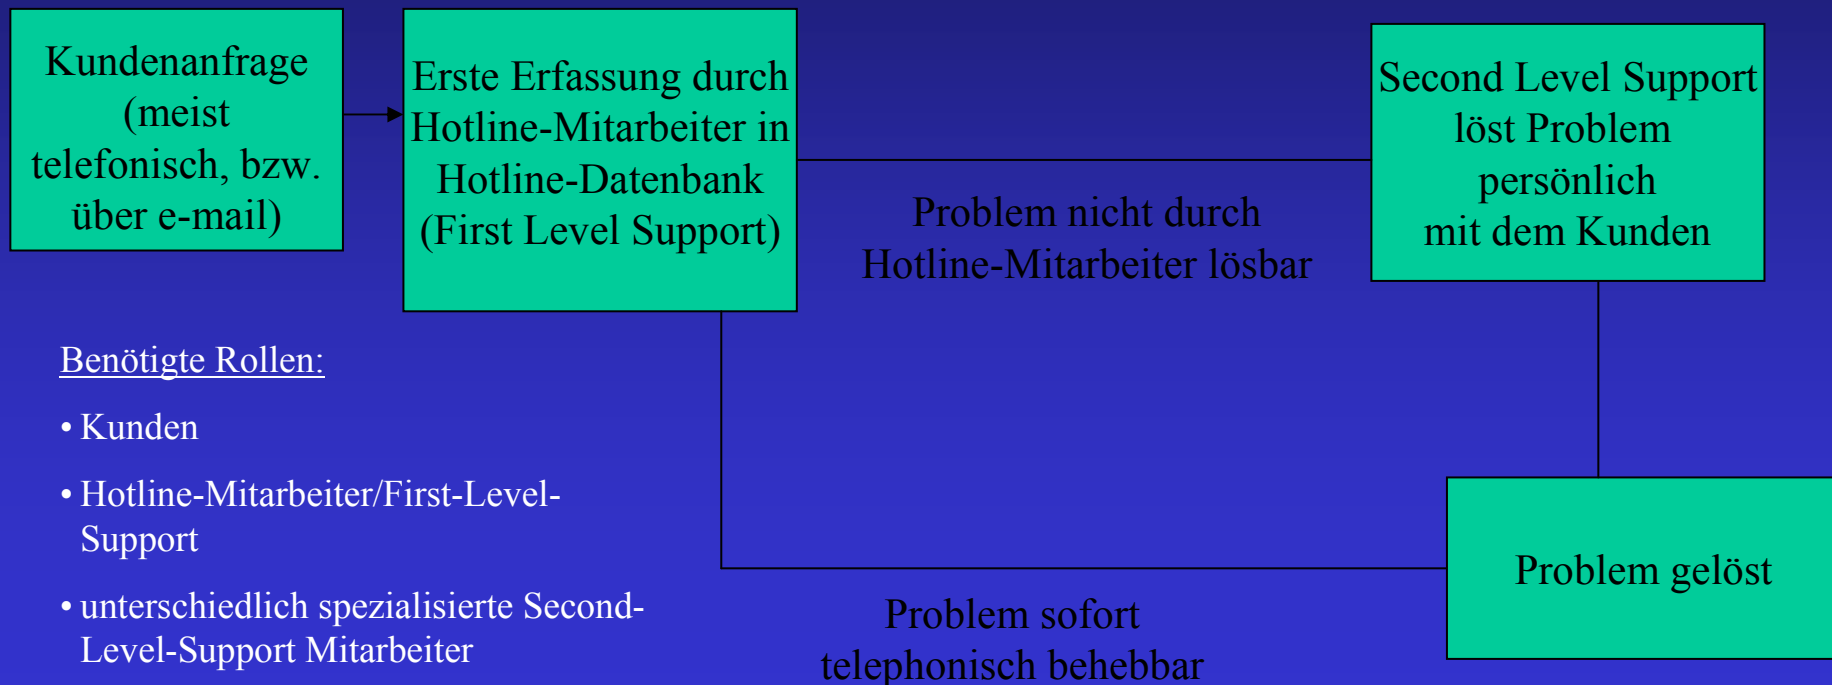 Kundenanfrage
(meist
telefonisch, bzw.
über e-mail)
Erste Erfassung durch
Hotline-Mitarbeiter in
Hotline-Datenbank
(First Level Support)
Problem nicht durch
Hotline-Mitarbeiter lösbar
Second Level Support
löst Problem
persönlich
mit dem Kunden
Benötigte Rollen:
• Kunden
• Hotline-Mitarbeiter/First-Level-
Support
• unterschiedlich spezialisierte Second-
Level-Support Mitarbeiter
Problem sofort
telephonisch behebbar
Problem gelöst